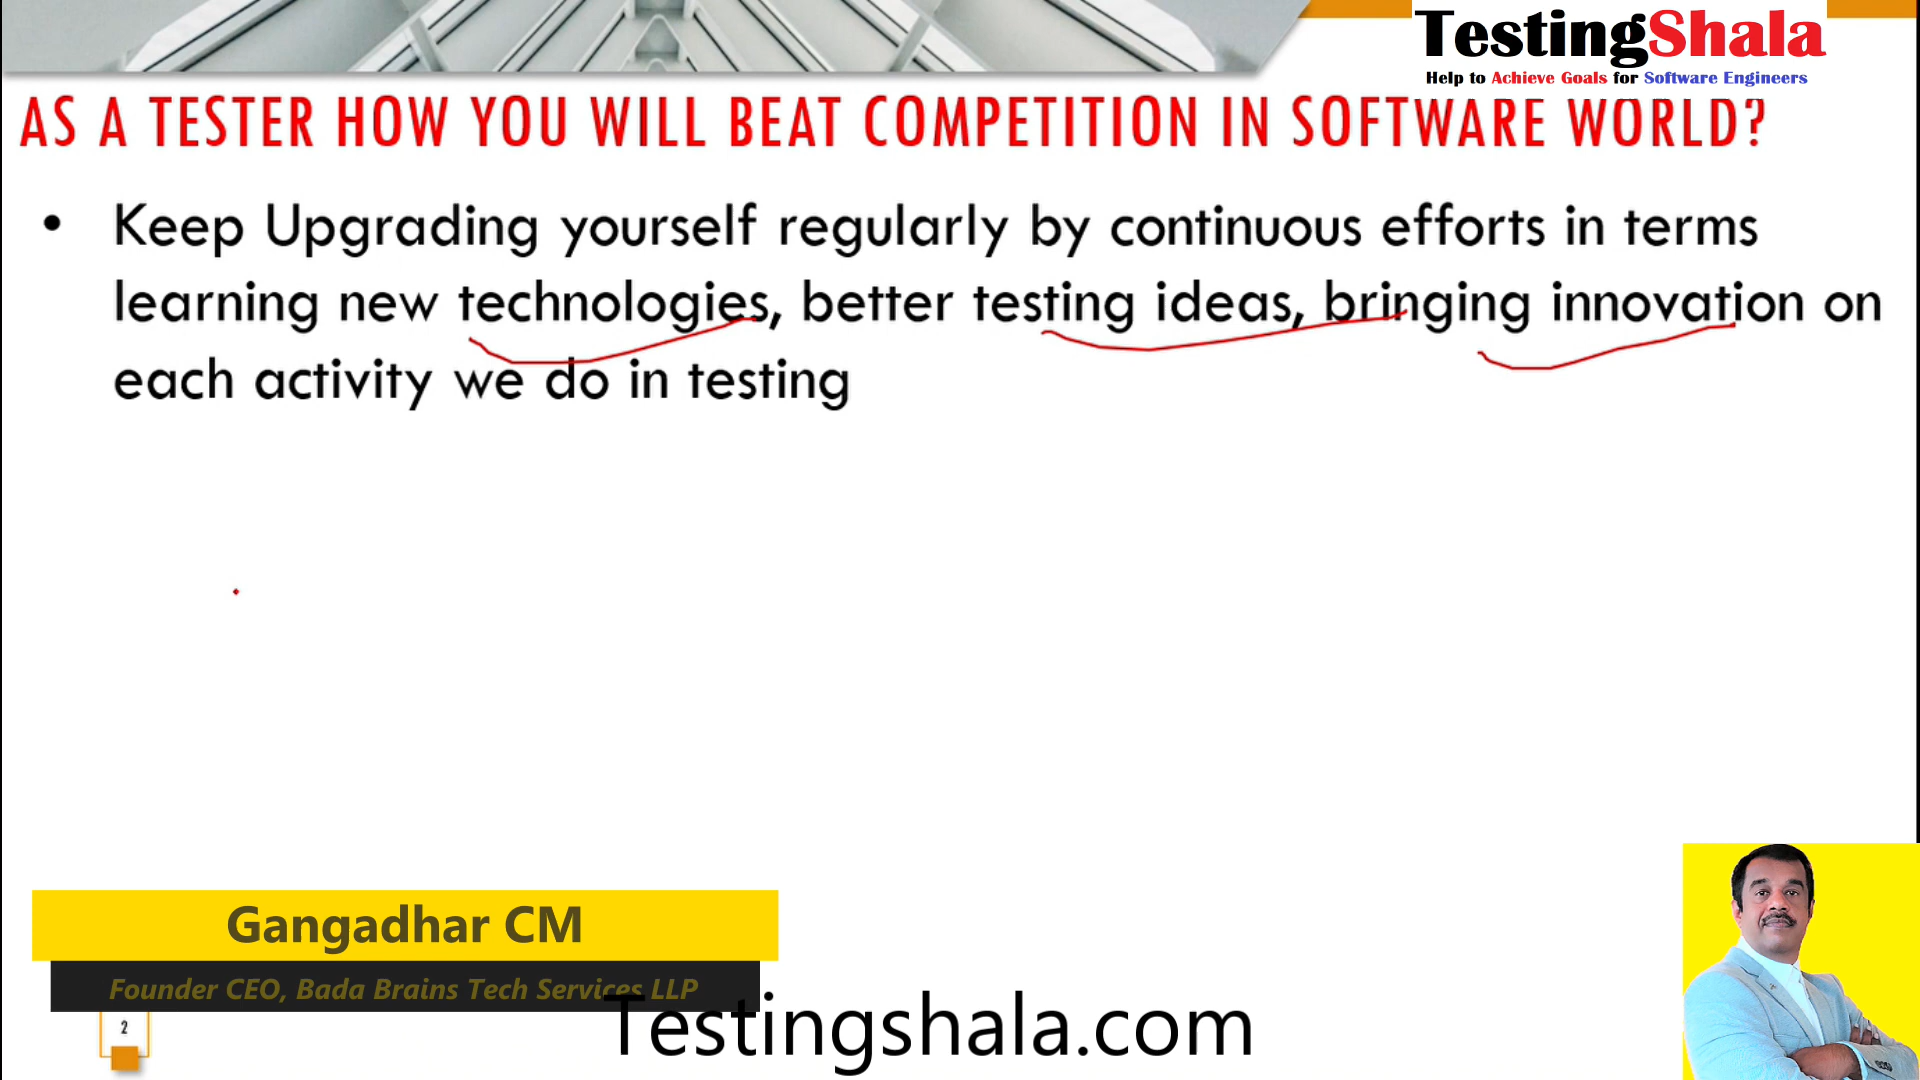 TestingShala
Help to Achieve Goals for Software Engineers
AS A TESTER HOW YOU WILL BEAT COMPETITION IN SOFTWARE WORLD?
• Keep Upgrading yourself regularly by continuous efforts in terms
learning new technologies, better testing ideas, bringing innovation on
each activity we do in testing
Gangadhar CM
Founder CEO, Bada Brains Tech Services LLP
2
Testingshala.com